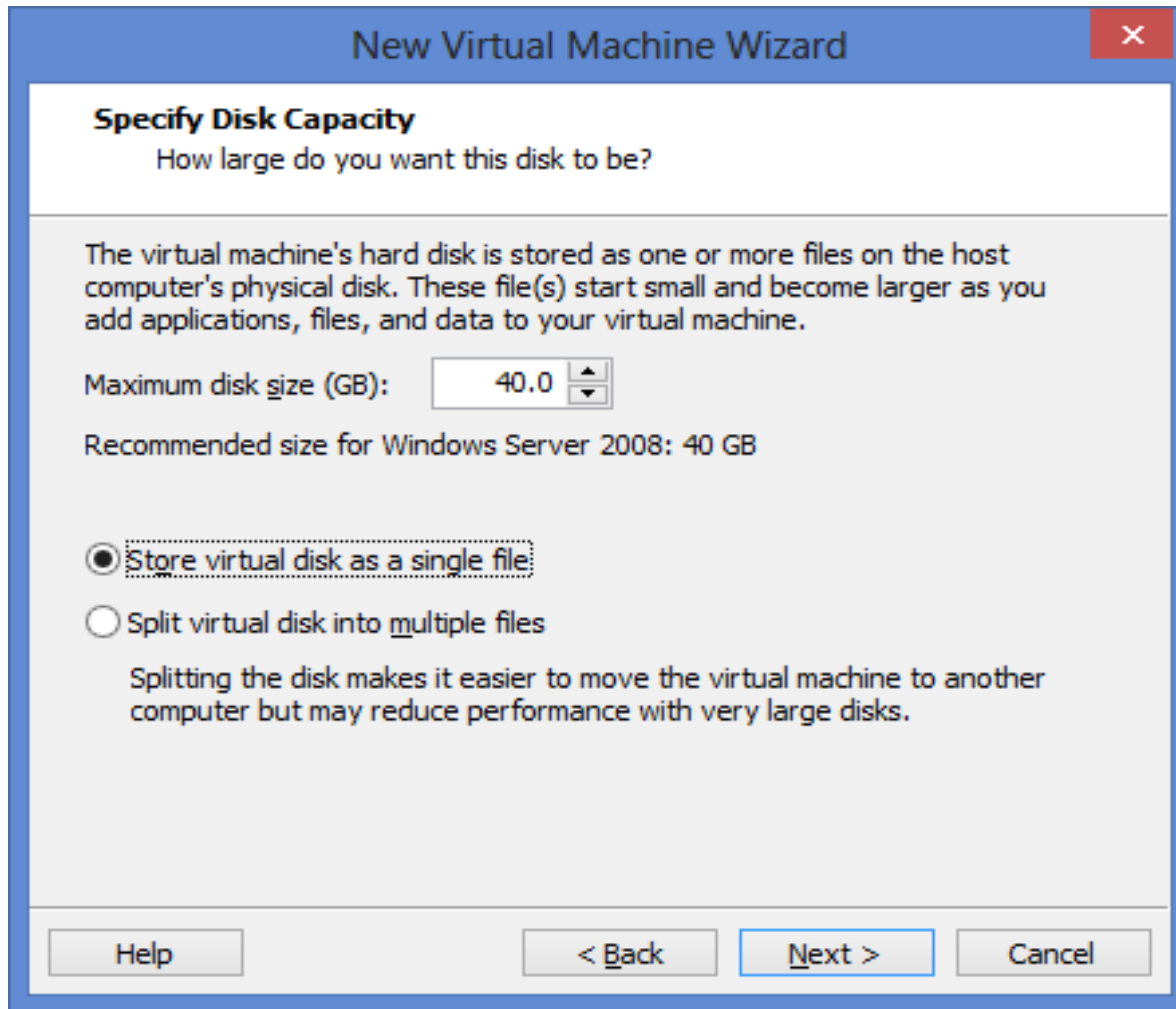 New Virtual Machine Wizard
Specify Disk Capacity
How large do you want this disk to be?
The virtual machine's hard disk is stored as one or more files on the host
computer's physical disk. These file(s) start small and become larger as you
add applications, files, and data to your virtual machine.
Maximum disk size (GB): 40.0
Recommended size for Windows Server 2008: 40 GB
Store virtual disk as a single file
Split virtual disk into multiple files
Splitting the disk makes it easier to move the virtual machine to another
computer but may reduce performance with very large disks.
Help < Back Next > Cancel